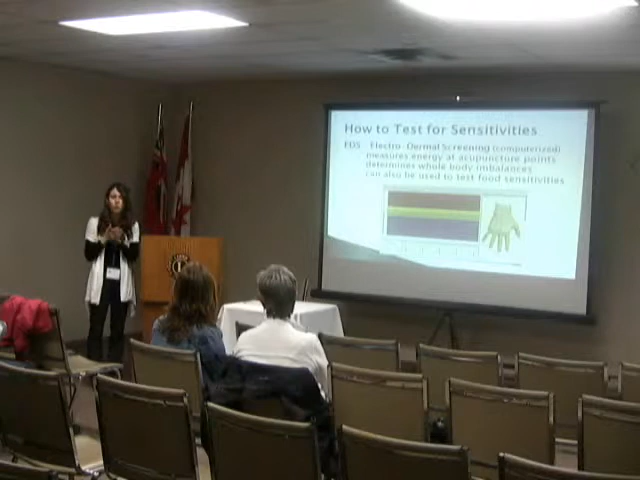 How to Test for Sensitivities
EDS Electro-Dermal Screening (computerized)
measures energy at acupuncture points
determines whole body imbalances
can also be used to test food sensitivities